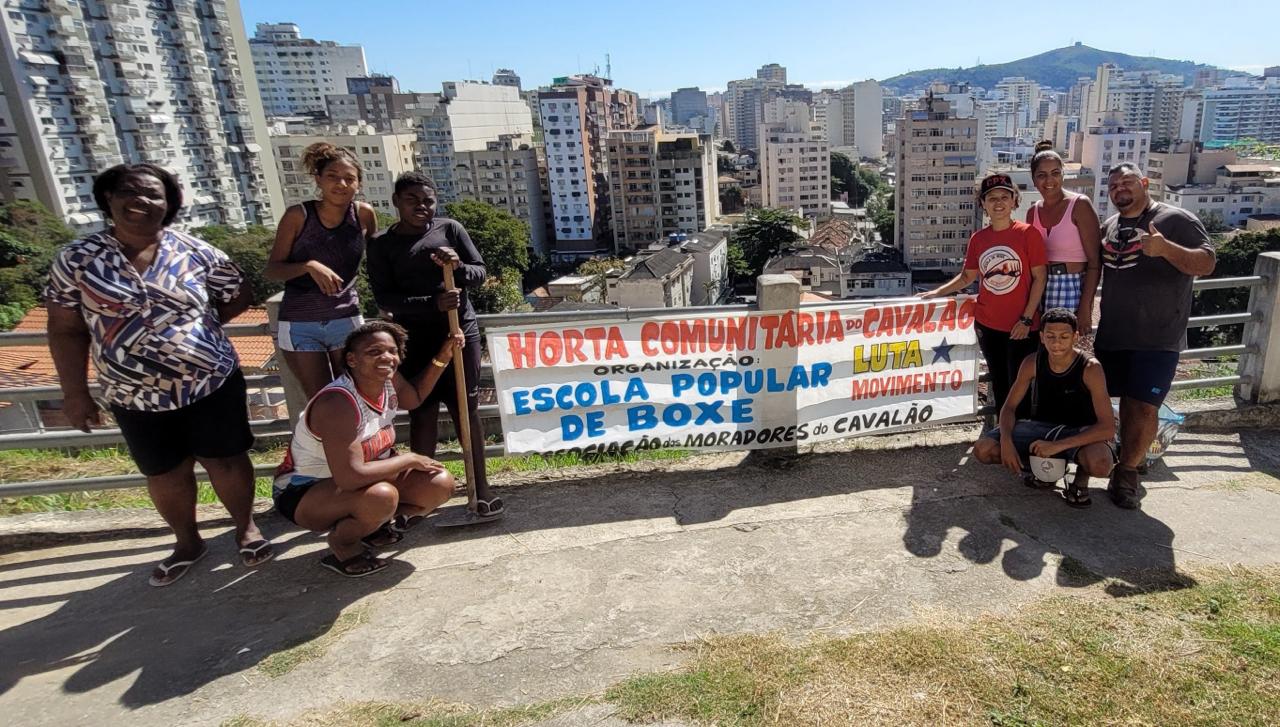 HORTA COMUNITÁRIA DO CAVALÃO
ORGANIZAÇÃO:
ESCOLA POPULAR
DE BOXE
LUTA ★
MOVIMENTO
ASSOCIAÇÃO dos MORADORES do CAVALÃO